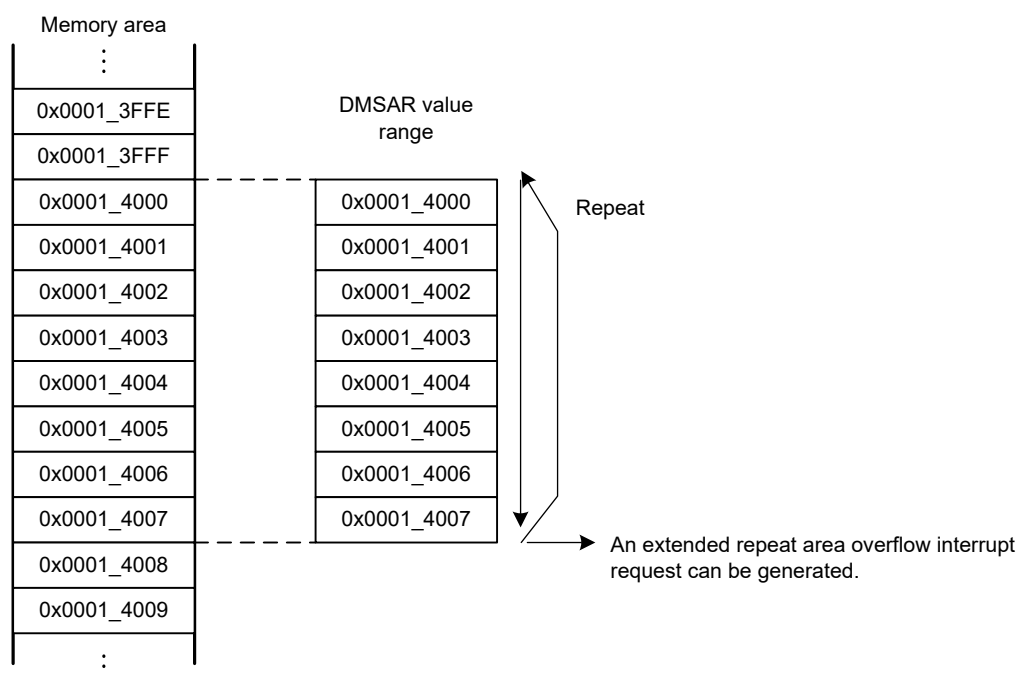 Memory area
⋮
0x0001_3FFE
0x0001_3FFF
0x0001_4000
0x0001_4001
0x0001_4002
0x0001_4003
0x0001_4004
0x0001_4005
0x0001_4006
0x0001_4007
0x0001_4008
0x0001_4009
⋮
DMSAR value
range
0x0001_4000
0x0001_4001
0x0001_4002
0x0001_4003
0x0001_4004
0x0001_4005
0x0001_4006
0x0001_4007
Repeat
An extended repeat area overflow interrupt
request can be generated.